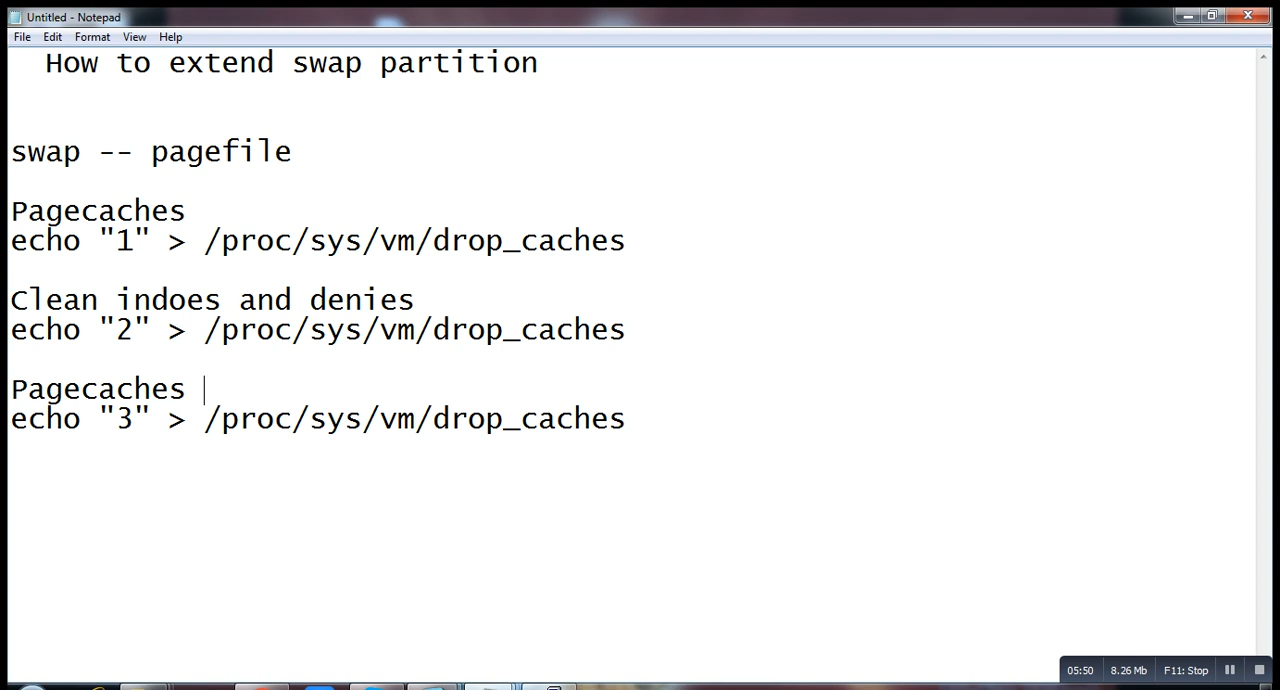 Untitled - Notepad
File Edit Format View Help
How to extend swap partition
swap -- pagefile
Pagecaches
echo "1" > /proc/sys/vm/drop_caches
Clean indoes and denies
echo "2" > /proc/sys/vm/drop_caches
Pagecaches
echo "3" > /proc/sys/vm/drop_caches
05:50 8.26 Mb F11: Stop